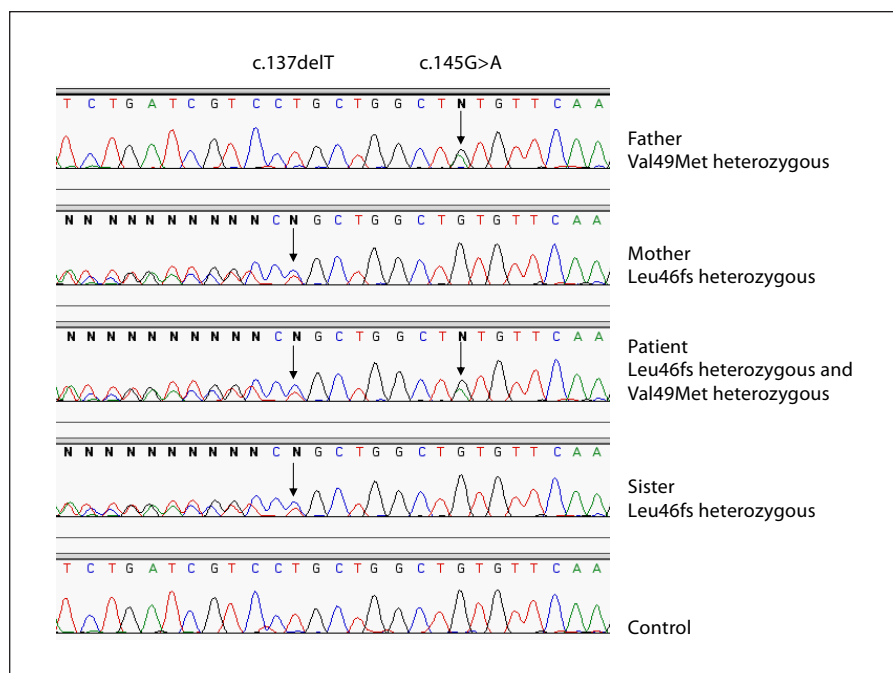 c.137delT c.145G>A
T C T G A T C G T C C T G C T G G C T N T G T T C A A
Father
Val49Met heterozygous
N N N N N N N N N N C N G C T G G C T G T G T T C A A
Mother
Leu46fs heterozygous
N N N N N N N N N N C N G C T G G C T N T G T T C A A
Patient
Leu46fs heterozygous and
Val49Met heterozygous
N N N N N N N N N N C N G C T G G C T G T G T T C A A
Sister
Leu46fs heterozygous
T C T G A T C G T C C T G C T G G C T G T G T T C A A
Control